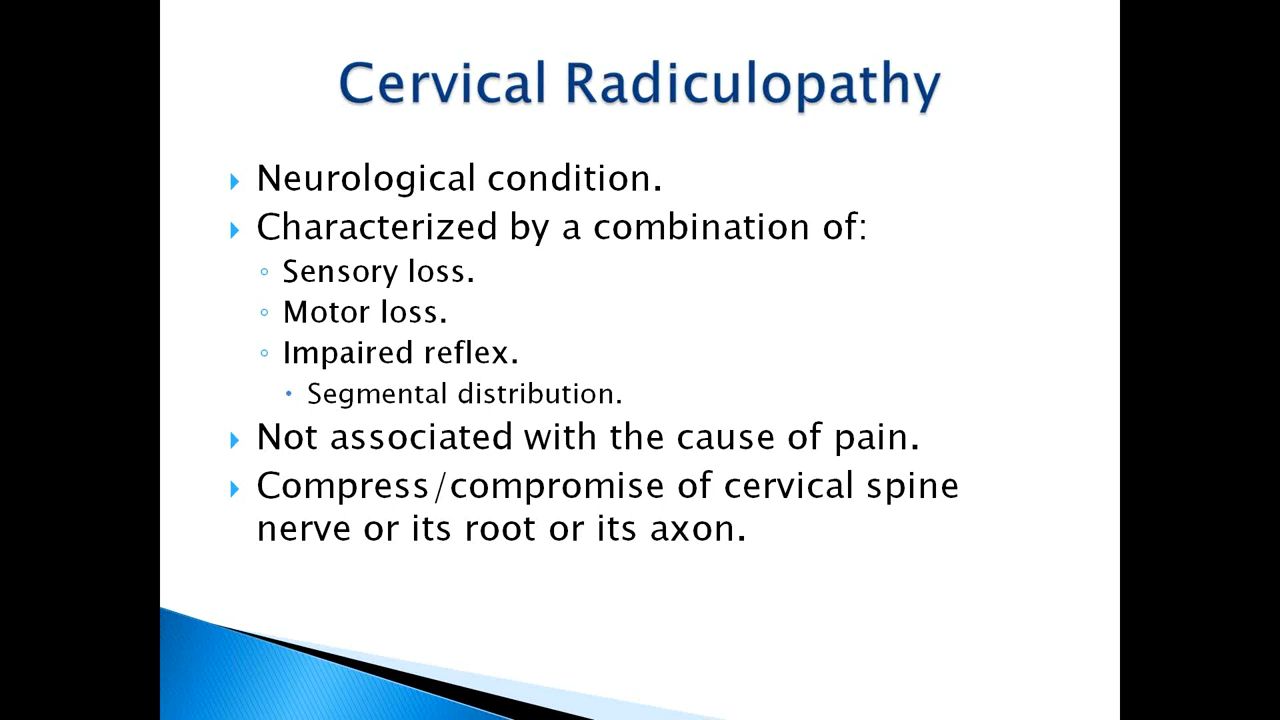 Cervical Radiculopathy
Neurological condition.
Characterized by a combination of:
Sensory loss.
Motor loss.
Impaired reflex.
Segmental distribution.
Not associated with the cause of pain.
Compress/compromise of cervical spine
nerve or its root or its axon.